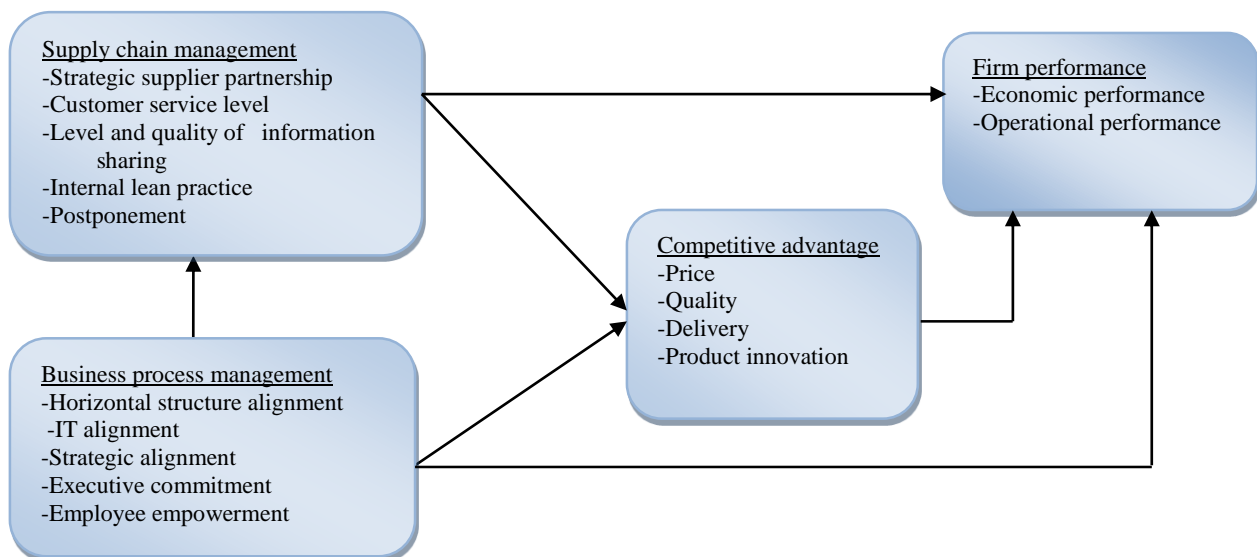 Supply chain management
-Strategic supplier partnership
-Customer service level
-Level and quality of information
sharing
-Internal lean practice
-Postponement
Firm performance
-Economic performance
-Operational performance
Competitive advantage
-Price
-Quality
-Delivery
-Product innovation
Business process management
-Horizontal structure alignment
-IT alignment
-Strategic alignment
-Executive commitment
-Employee empowerment